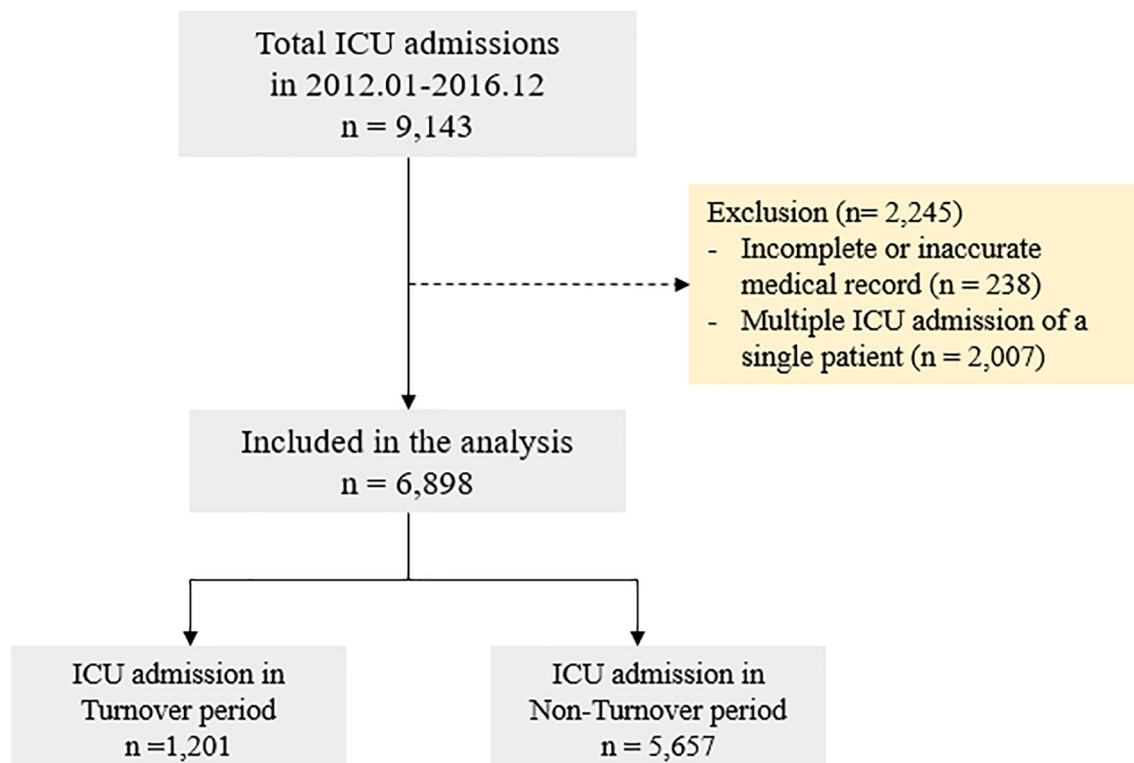 Total ICU admissions
in 2012.01-2016.12
n = 9,143
Exclusion (n= 2,245)
- Incomplete or inaccurate
medical record (n = 238)
- Multiple ICU admission of a
single patient (n = 2,007)
Included in the analysis
n = 6,898
ICU admission in
Turnover period
n =1,201
ICU admission in
Non-Turnover period
n = 5,657